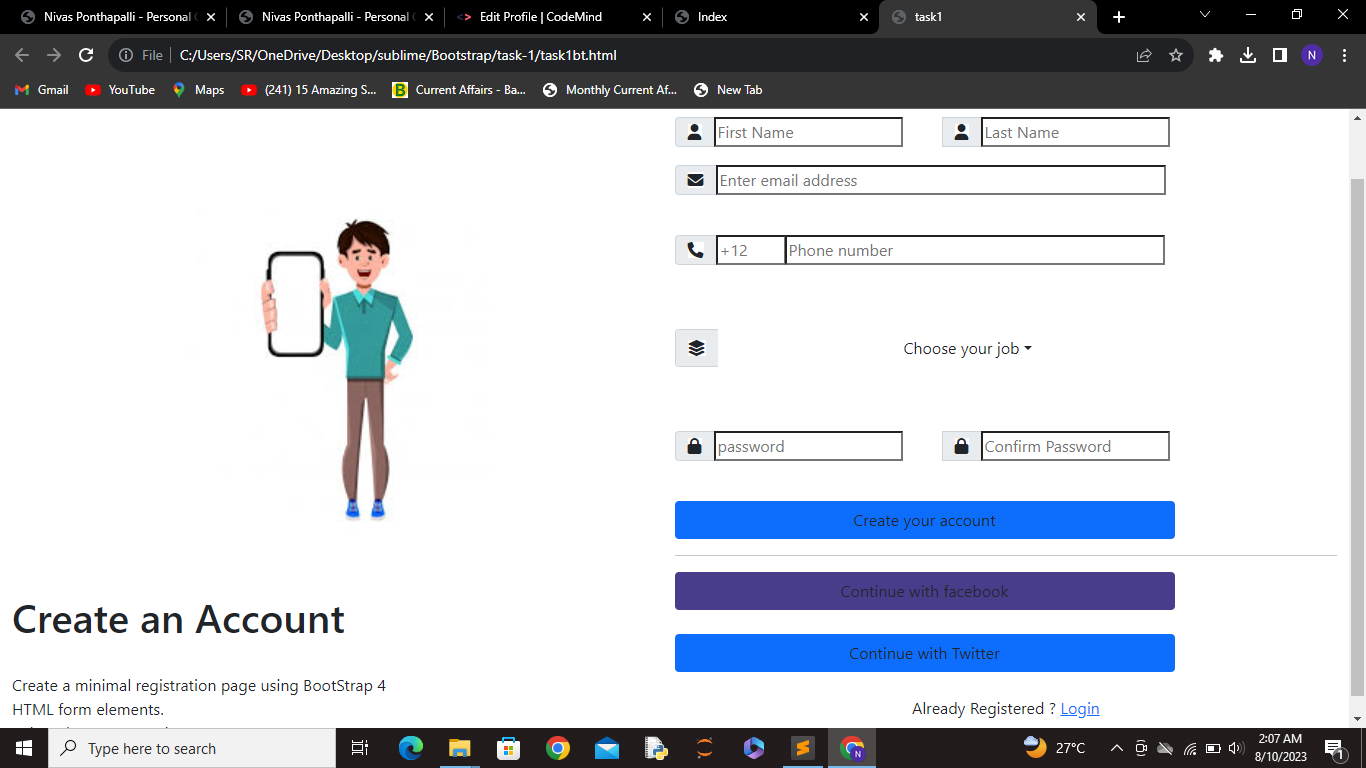 Nivas Ponthapalli - Personal
Nivas Ponthapalli - Personal
Edit Profile | CodeMind
Index
task1
File
C:/Users/SR/OneDrive/Desktop/sublime/Bootstrap/task-1/task1bt.html
N
Gmail
YouTube
Maps
(241) 15 Amazing S...
Current Affairs - Ba...
Monthly Current Af...
New Tab
First Name
Last Name
Enter email address
+12
Phone number
Choose your job
password
Confirm Password
Create your account
Continue with facebook
Continue with Twitter
Already Registered ? Login
Create an Account
Create a minimal registration page using BootStrap 4
HTML form elements.
Type here to search
27°C
2:07 AM
8/10/2023
1